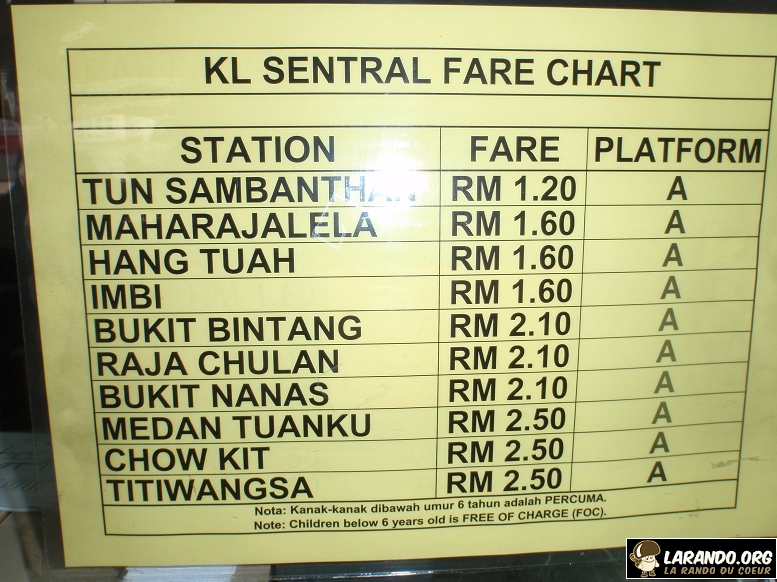 KL SENTRAL FARE CHART
STATION FARE PLATFORM
TUN SAMBANTHAN RM 1.20 A
MAHARAJALELA RM 1.60 A
HANG TUAH RM 1.60 A
IMBI RM 1.60 A
BUKIT BINTANG RM 2.10 A
RAJA CHULAN RM 2.10 A
BUKIT NANAS RM 2.10 A
MEDAN TUANKU RM 2.50 A
CHOW KIT RM 2.50 A
TITIWANGSA RM 2.50 A
Nota: Kanak-kanak dibawah umur 6 tahun adalah PERCUMA.
Note: Children below 6 years old is FREE OF CHARGE (FOC).
LARANDO.ORG
LA RANDO DU COEUR